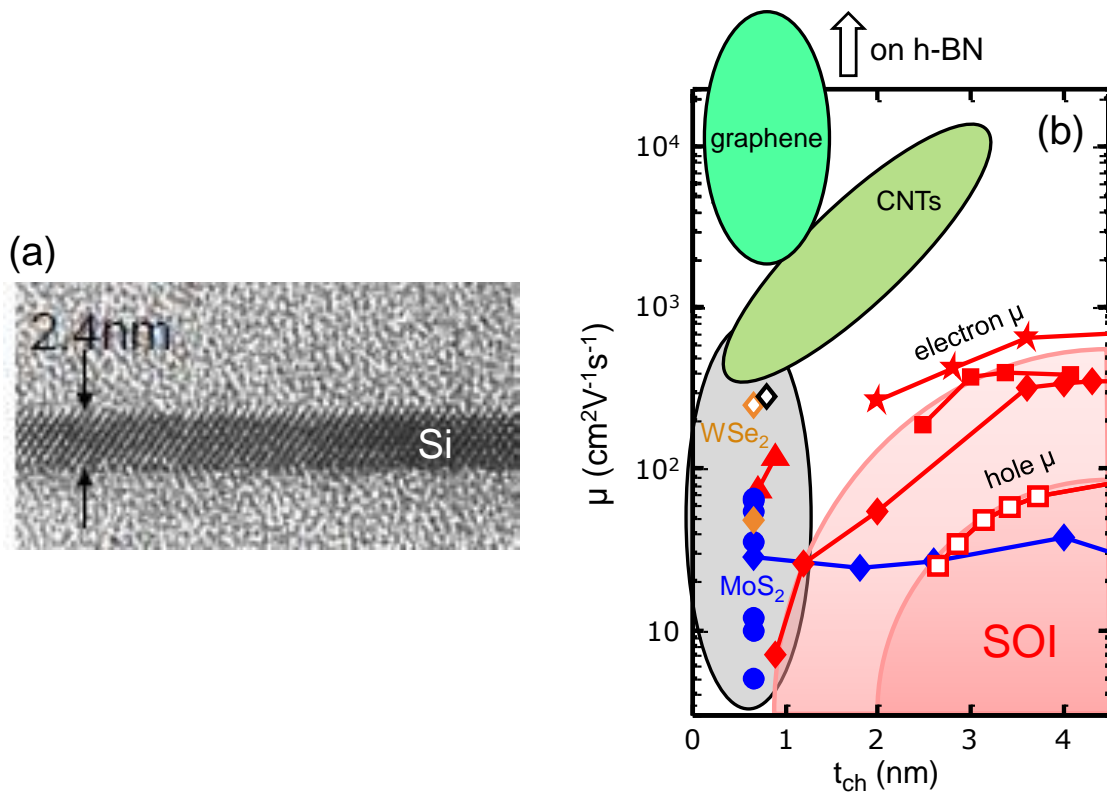 (a)
2.4nm
Si
on h-BN
(b)
graphene
CNTs
electron μ
WSe₂
hole μ
MoS₂
SOI
10⁴
10³
10²
10
μ (cm²V⁻¹s⁻¹)
0 1 2 3 4
t_ch (nm)